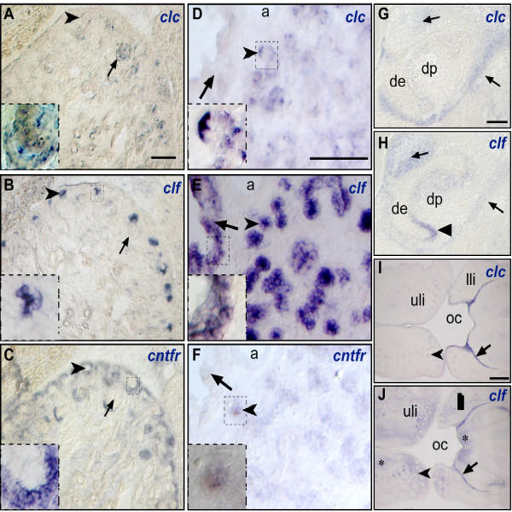 A clc
B clf
C cntfr
D a clc
E a clf
F a cntfr
G clc
de dp
H clf
de dp
I clc
uli lli
oc
J clf
uli
oc
* *